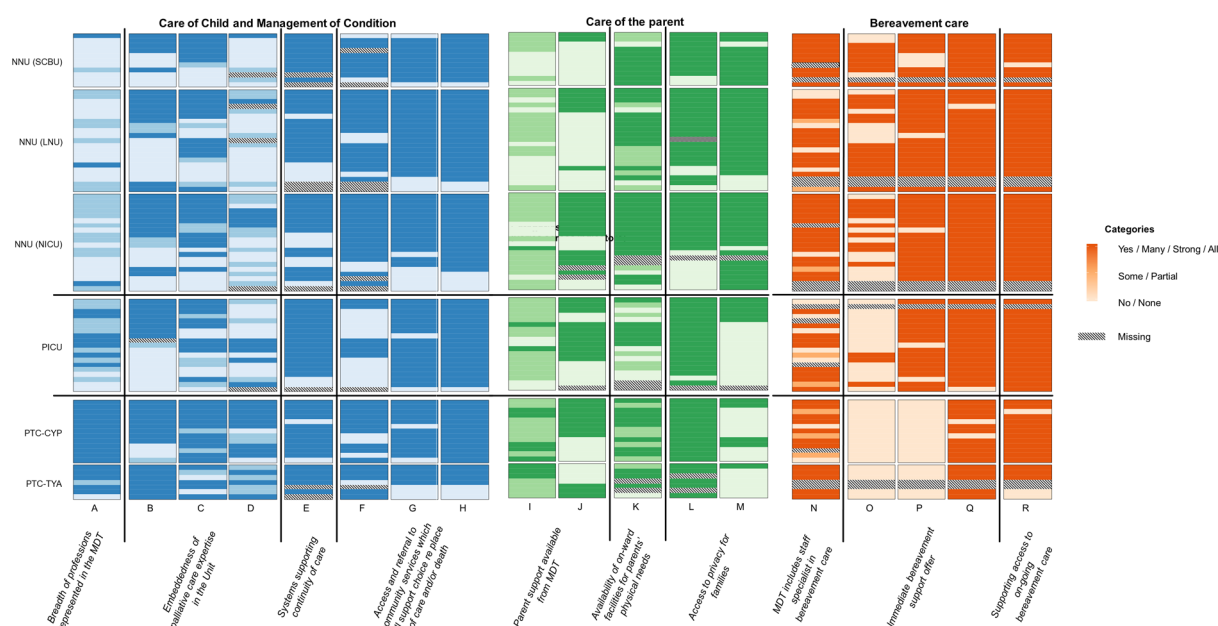 Care of Child and Management of Condition
Care of the parent
Bereavement care
NNU (SCBU)
NNU (LNU)
NNU (NICU)
PICU
PTC-CYP
PTC-TYA
Categories
Yes / Many / Strong / All
Some / Partial
No / None
Missing
A B C D E F G H I J K L M N O P Q R
Breadth of professions
represented in the MDT
Embeddedness of
palliative care expertise
in the Unit
Systems supporting
continuity of care
Access and referral to
community services which
support choice re place
of care and/or death
Parent support available
from MDT
Availability of on-ward
facilities for parents'
physical needs
Access to privacy for
families
MDT includes staff
specialist in
bereavement care
Immediate bereavement
support offer
Supporting access to
on-going
bereavement care